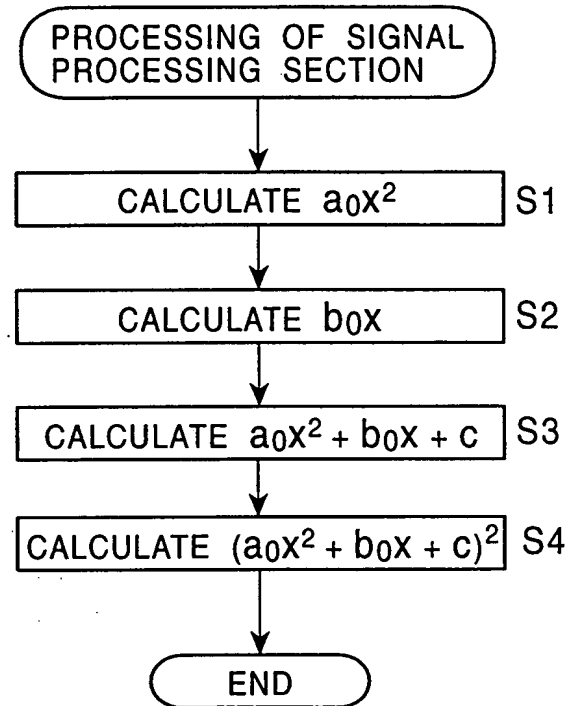 PROCESSING OF SIGNAL
PROCESSING SECTION
CALCULATE a₀x² S1
CALCULATE b₀x S2
CALCULATE a₀x² + b₀x + c S3
CALCULATE (a₀x² + b₀x + c)² S4
END